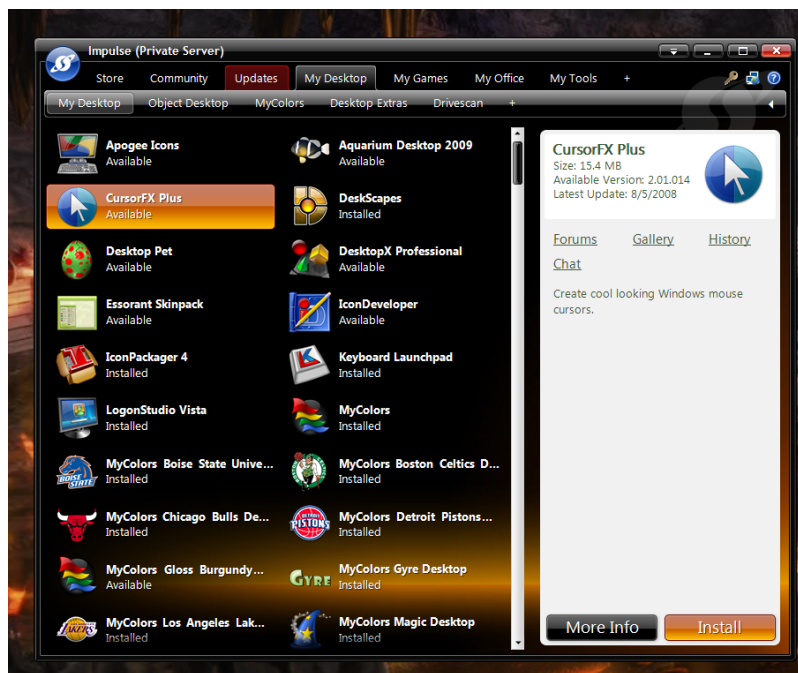 Impulse (Private Server)
Store Community Updates My Desktop My Games My Office My Tools +
My Desktop Object Desktop MyColors Desktop Extras Drivescan +
Apogee Icons
Available
Aquarium Desktop 2009
Available
CursorFX Plus
Available
DeskScapes
Installed
Desktop Pet
Available
DesktopX Professional
Available
Essorant Skinpack
Available
IconDeveloper
Available
IconPackager 4
Installed
Keyboard Launchpad
Installed
LogonStudio Vista
Installed
MyColors
Installed
MyColors Boise State Unive...
Installed
MyColors Boston Celtics D...
Installed
MyColors Chicago Bulls De...
Installed
MyColors Detroit Pistons...
Installed
MyColors Gloss Burgundy...
Available
MyColors Gyre Desktop
Installed
MyColors Los Angeles Lak...
Installed
MyColors Magic Desktop
Installed
BOISE
STATE
PISTONS
GYRE
LAKERS
CursorFX Plus
Size: 15.4 MB
Available Version: 2.01.014
Latest Update: 8/5/2008
Forums Gallery History
Chat
Create cool looking Windows mouse
cursors.
More Info Install